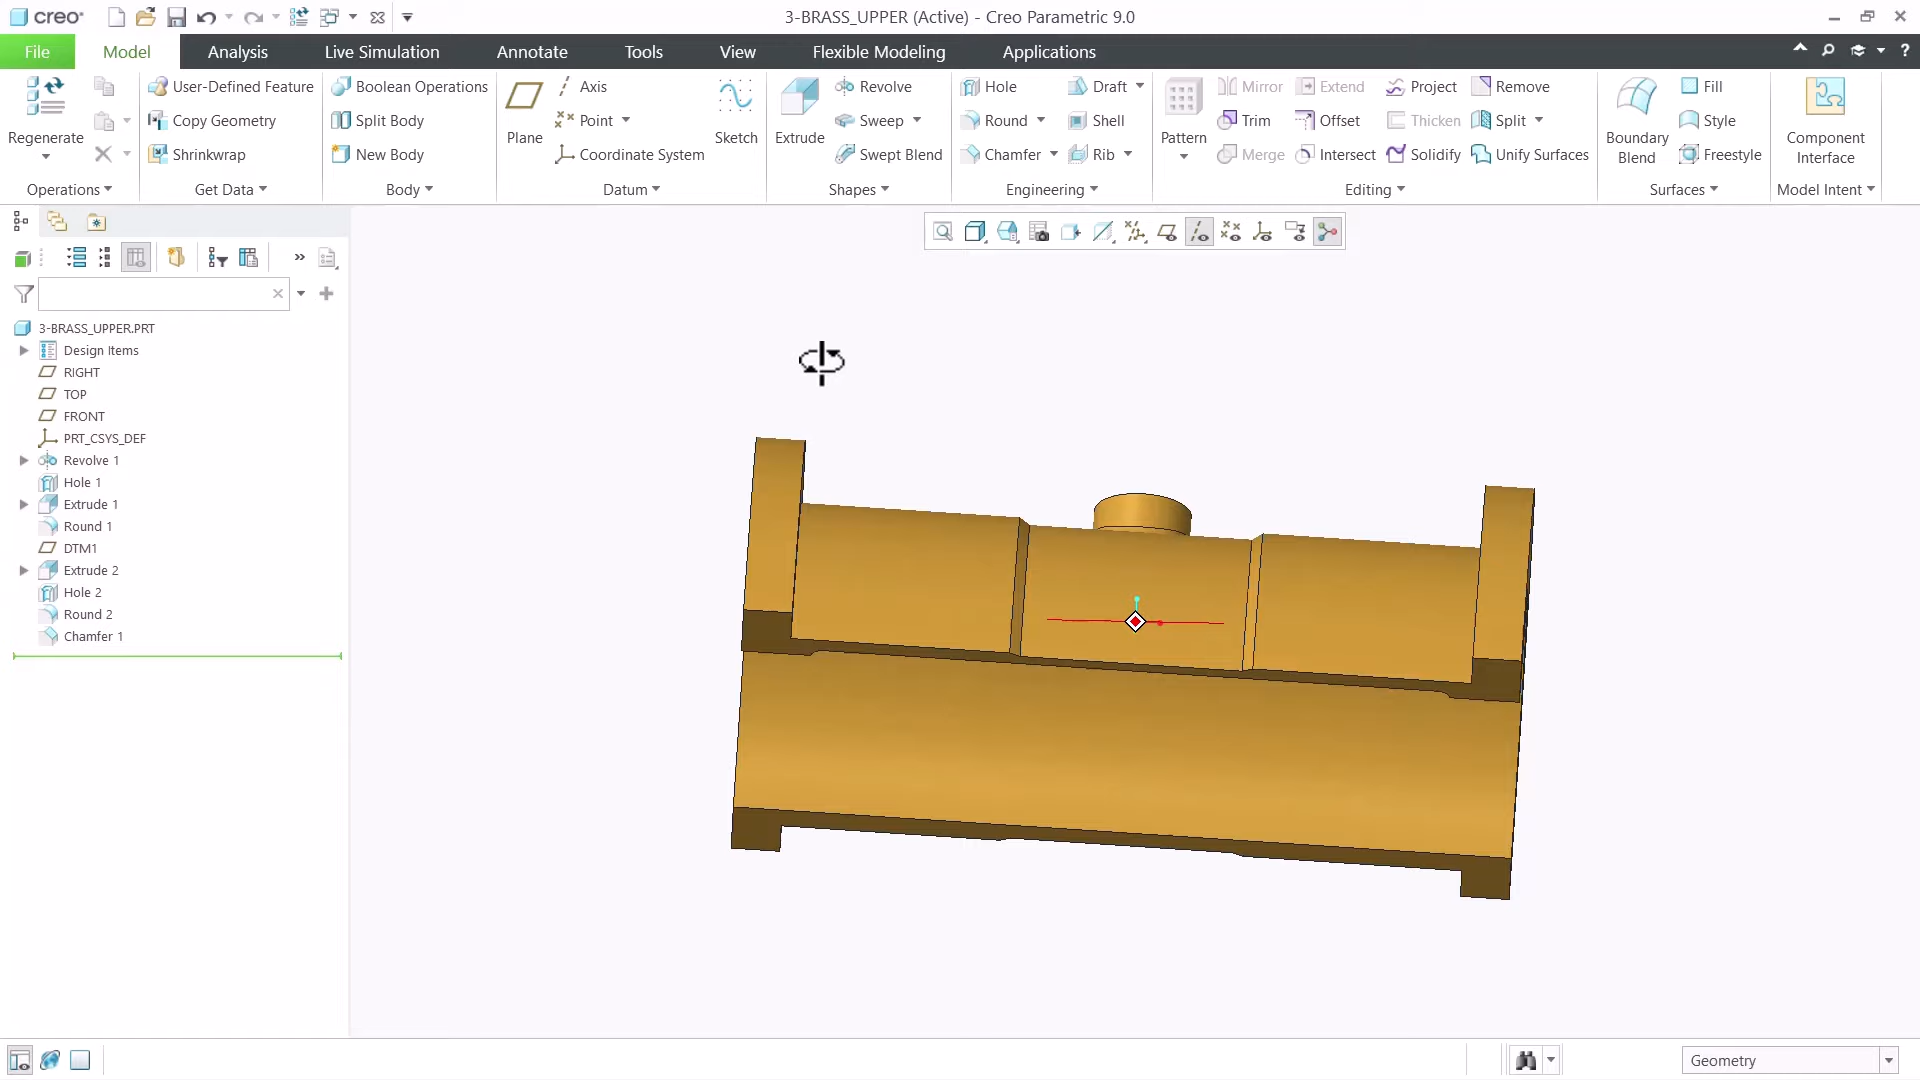 creo®
3-BRASS_UPPER (Active) - Creo Parametric 9.0
File Model Analysis Live Simulation Annotate Tools View Flexible Modeling Applications
Regenerate
User-Defined Feature
Copy Geometry
Shrinkwrap
Boolean Operations
Split Body
New Body
Plane
Axis
Point
Coordinate System
Sketch
Extrude
Revolve
Sweep
Swept Blend
Hole
Round
Chamfer
Draft
Shell
Rib
Pattern
Mirror
Trim
Merge
Extend
Offset
Intersect
Project
Thicken
Solidify
Remove
Split
Unify Surfaces
Boundary
Blend
Fill
Style
Freestyle
Component
Interface
Operations Get Data Body Datum Shapes Engineering Editing Surfaces Model Intent
3-BRASS_UPPER.PRT
Design Items
RIGHT
TOP
FRONT
PRT_CSYS_DEF
Revolve 1
Hole 1
Extrude 1
Round 1
DTM1
Extrude 2
Hole 2
Round 2
Chamfer 1
Geometry